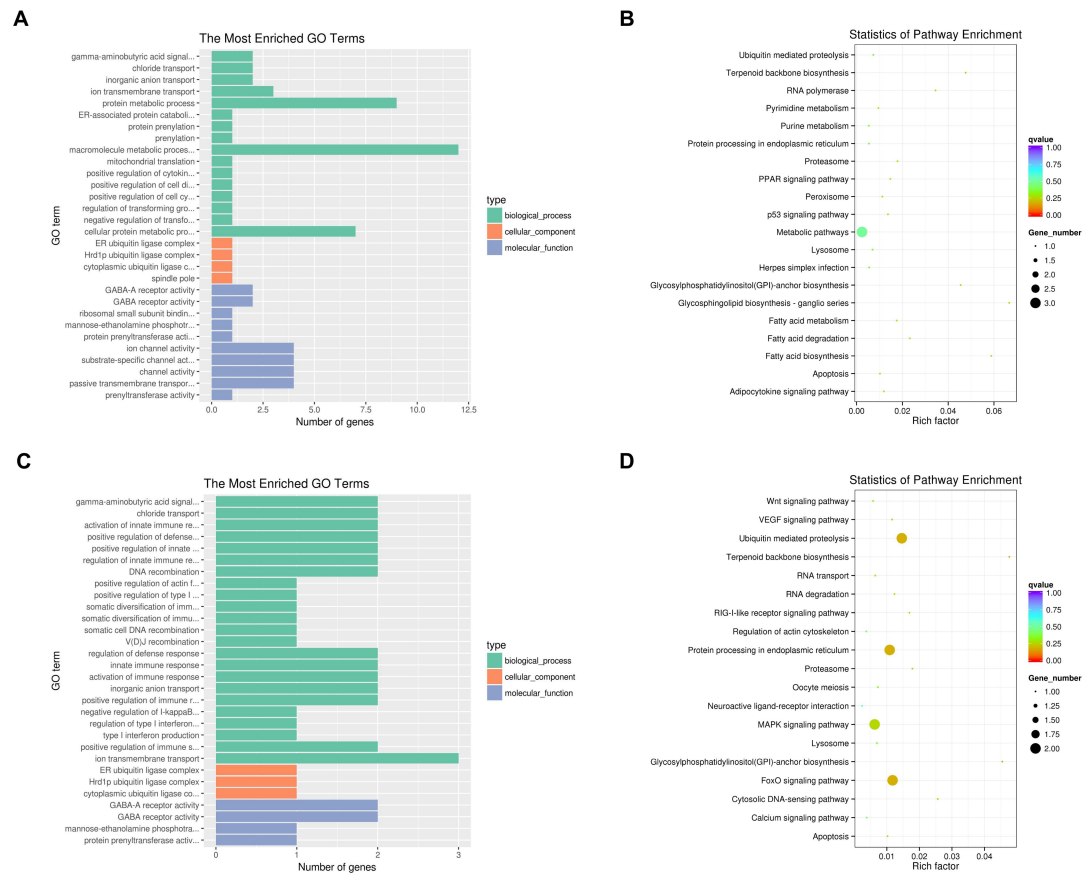 A
The Most Enriched GO Terms
GO term
gamma-aminobutyric acid signal...
chloride transport
inorganic anion transport
ion transmembrane transport
protein metabolic process
ER-associated protein cataboli...
protein prenylation
prenylation
macromolecule metabolic proces...
mitochondrial translation
positive regulation of cytokin...
positive regulation of cell di...
positive regulation of cell cy...
regulation of transforming gro...
negative regulation of transfo...
cellular protein metabolic pro...
ER ubiquitin ligase complex
Hrd1p ubiquitin ligase complex
cytoplasmic ubiquitin ligase c...
spindle pole
GABA-A receptor activity
GABA receptor activity
ribosomal small subunit bindin...
mannose-ethanolamine phosphotr...
protein prenyltransferase acti...
ion channel activity
substrate-specific channel act...
channel activity
passive transmembrane transpor...
prenyltransferase activity
0.0 2.5 5.0 7.5 10.0 12.5
Number of genes
type
biological_process
cellular_component
molecular_function
B
Statistics of Pathway Enrichment
Ubiquitin mediated proteolysis
Terpenoid backbone biosynthesis
RNA polymerase
Pyrimidine metabolism
Purine metabolism
Protein processing in endoplasmic reticulum
Proteasome
PPAR signaling pathway
Peroxisome
p53 signaling pathway
Metabolic pathways
Lysosome
Herpes simplex infection
Glycosylphosphatidylinositol(GPI)-anchor biosynthesis
Glycosphingolipid biosynthesis - ganglio series
Fatty acid metabolism
Fatty acid degradation
Fatty acid biosynthesis
Apoptosis
Adipocytokine signaling pathway
0.00 0.02 0.04 0.06
Rich factor
qvalue
1.00
0.75
0.50
0.25
0.00
Gene_number
1.0
1.5
2.0
2.5
3.0
C
The Most Enriched GO Terms
GO term
gamma-aminobutyric acid signal...
chloride transport
activation of innate immune re...
positive regulation of defense...
positive regulation of innate ...
regulation of innate immune re...
DNA recombination
positive regulation of actin f...
positive regulation of type I ...
somatic diversification of imm...
somatic diversification of immu...
somatic cell DNA recombination
V(D)J recombination
regulation of defense response
innate immune response
activation of immune response
inorganic anion transport
positive regulation of immune r...
negative regulation of I-kappaB...
regulation of type I interferon...
type I interferon production
positive regulation of immune s...
ion transmembrane transport
ER ubiquitin ligase complex
Hrd1p ubiquitin ligase complex
cytoplasmic ubiquitin ligase co...
GABA-A receptor activity
GABA receptor activity
mannose-ethanolamine phosphotra...
protein prenyltransferase activ...
0 1 2 3
Number of genes
type
biological_process
cellular_component
molecular_function
D
Statistics of Pathway Enrichment
Wnt signaling pathway
VEGF signaling pathway
Ubiquitin mediated proteolysis
Terpenoid backbone biosynthesis
RNA transport
RNA degradation
RIG-I-like receptor signaling pathway
Regulation of actin cytoskeleton
Protein processing in endoplasmic reticulum
Proteasome
Oocyte meiosis
Neuroactive ligand-receptor interaction
MAPK signaling pathway
Lysosome
Glycosylphosphatidylinositol(GPI)-anchor biosynthesis
FoxO signaling pathway
Cytosolic DNA-sensing pathway
Calcium signaling pathway
Apoptosis
0.01 0.02 0.03 0.04
Rich factor
qvalue
1.00
0.75
0.50
0.25
0.00
Gene_number
1.00
1.25
1.50
1.75
2.00